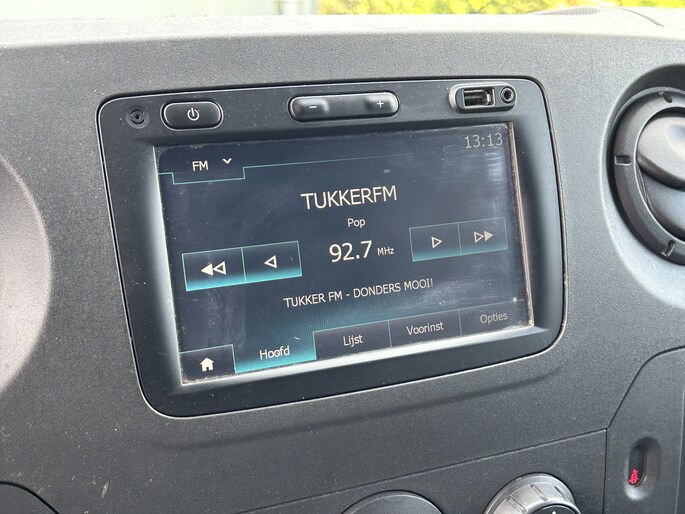 13:13
FM
TUKKERFM
Pop
92.7 MHz
TUKKER FM - DONDERS MOOI!
Hoofd
Lijst
Voorinst
Opties